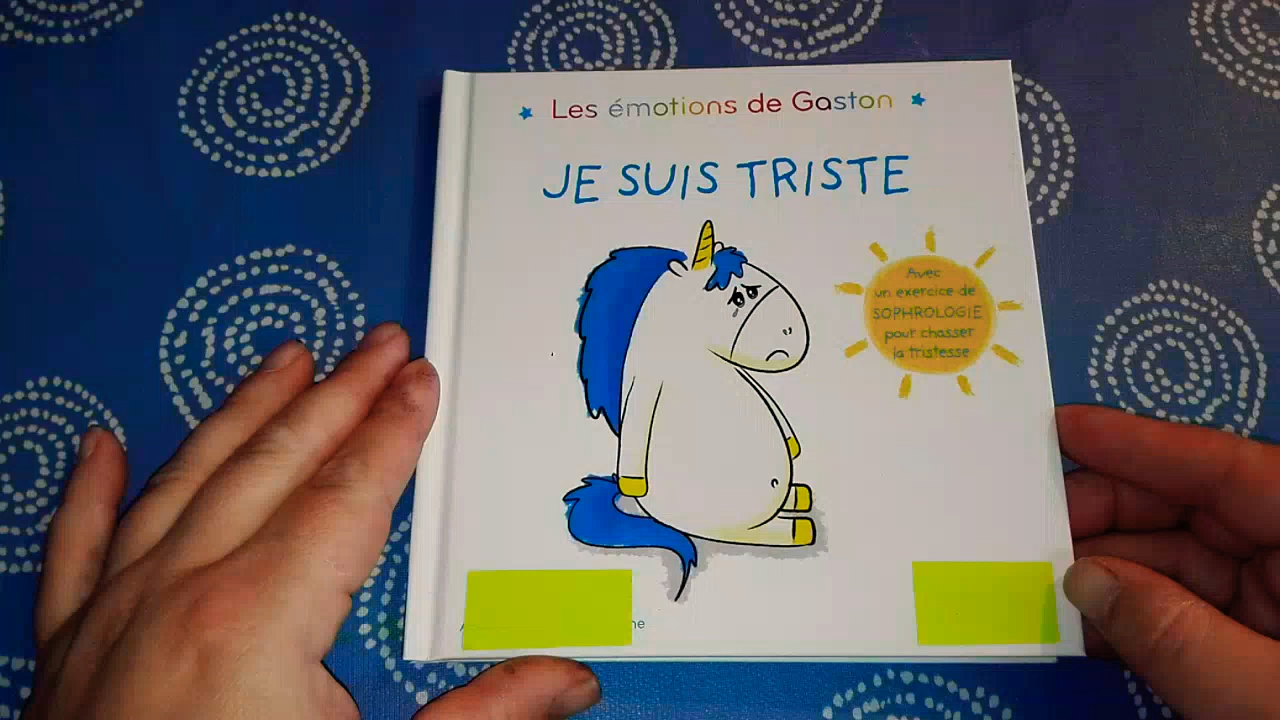 Les émotions de Gaston
JE SUIS TRISTE
Avec
un exercice de
SOPHROLOGIE
pour chasser
la tristesse